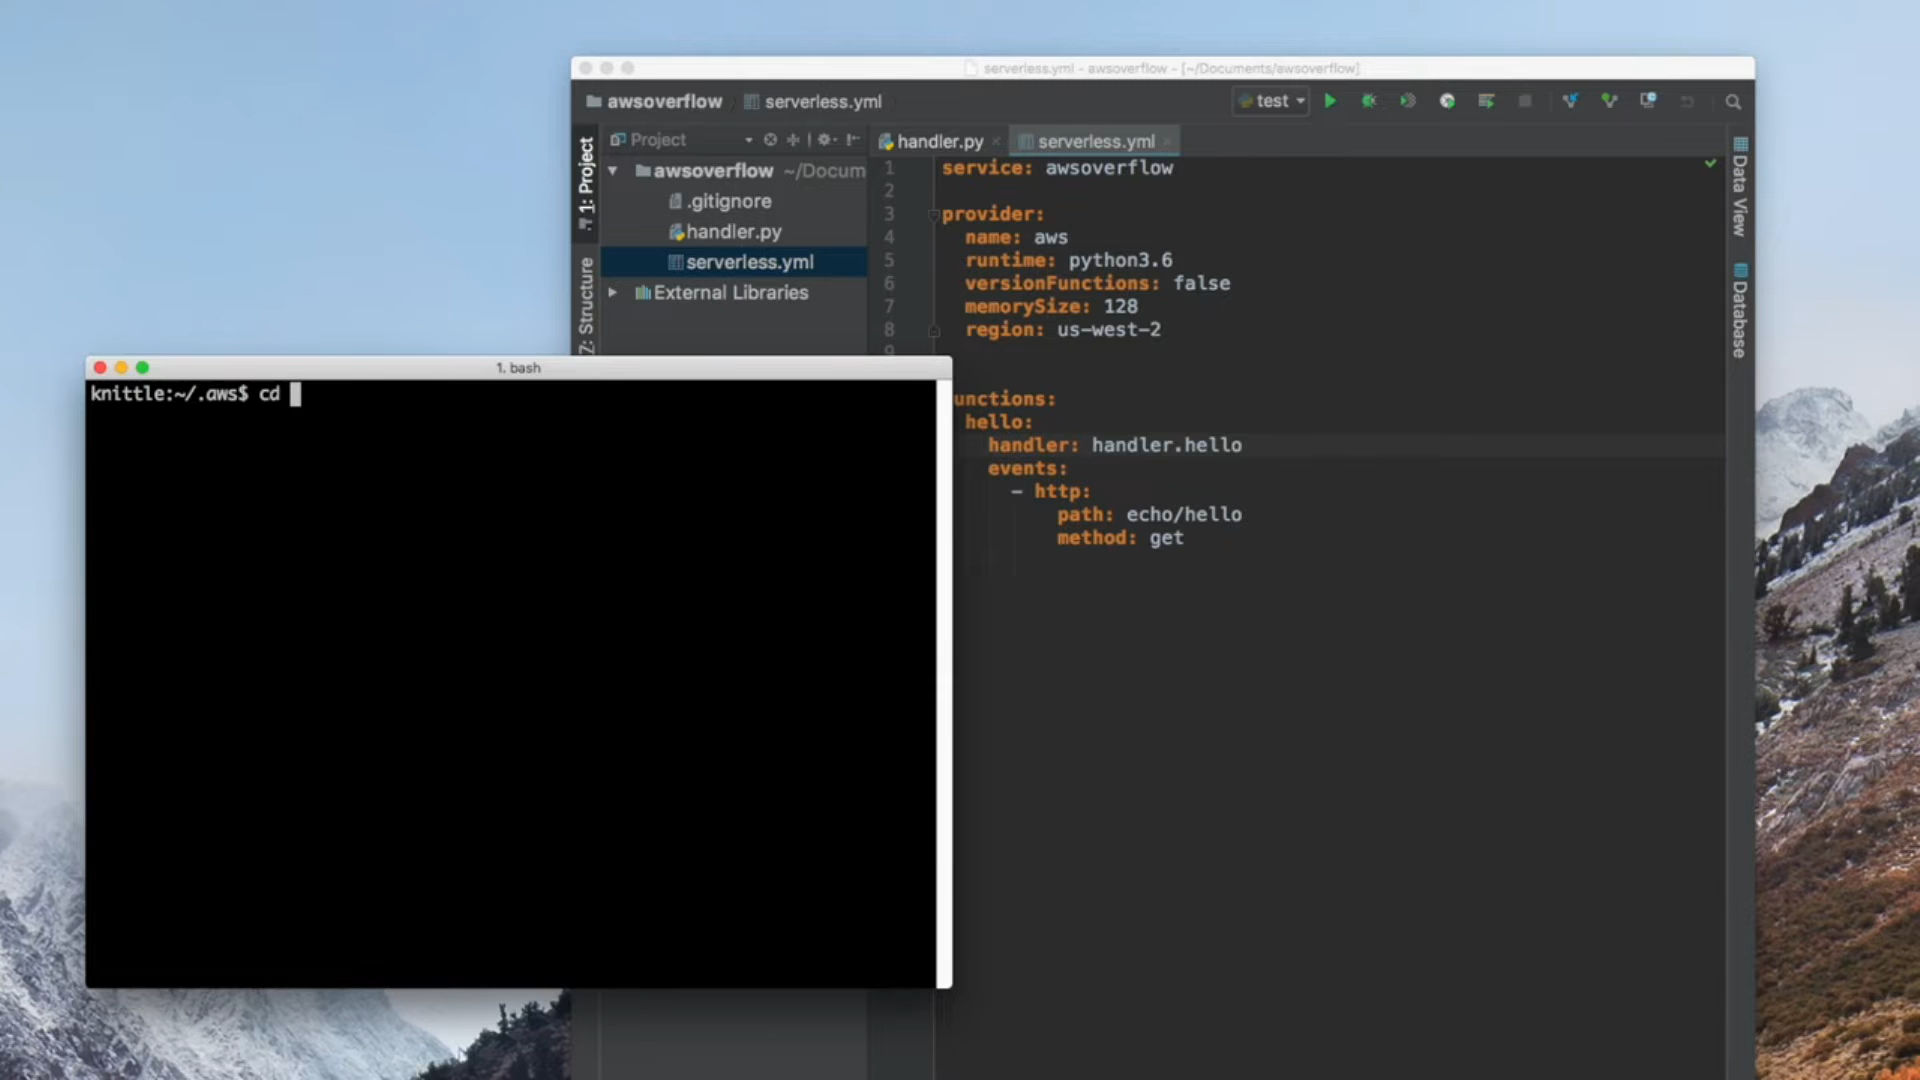 serverless.yml - awsoverflow - [~/Documents/awsoverflow]
awsoverflow serverless.yml test
1: Project
Z: Structure
Project
awsoverflow ~/Docum
.gitignore
handler.py
serverless.yml
External Libraries
handler.py serverless.yml
1 service: awsoverflow
2
3 provider:
4 name: aws
5 runtime: python3.6
6 versionFunctions: false
7 memorySize: 128
8 region: us-west-2
9
unctions:
hello:
handler: handler.hello
events:
- http:
path: echo/hello
method: get
Data View
Database
1. bash
knittle:~/.aws$ cd